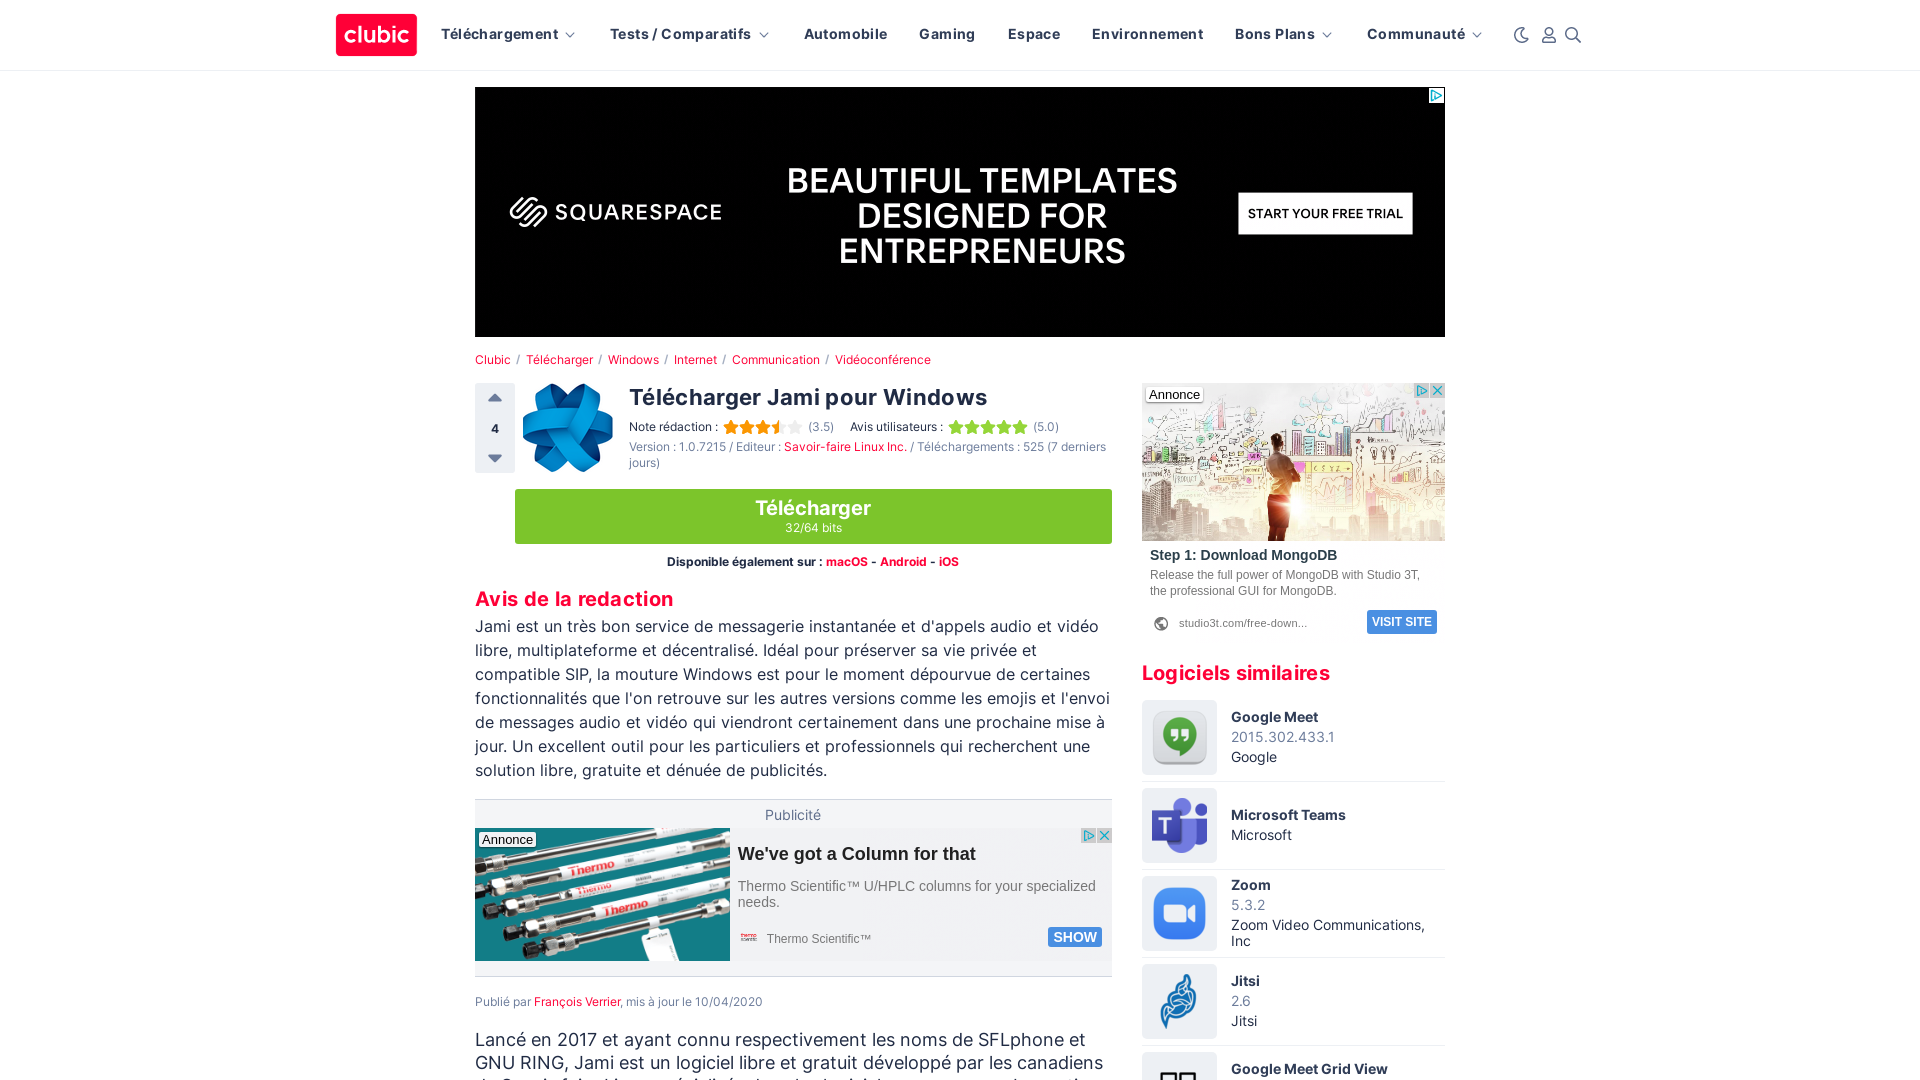 clubic
Téléchargement
Tests / Comparatifs
Automobile
Gaming
Espace
Environnement
Bons Plans
Communauté
SQUARESPACE
BEAUTIFUL TEMPLATES
DESIGNED FOR
ENTREPRENEURS
START YOUR FREE TRIAL
Clubic / Télécharger / Windows / Internet / Communication / Vidéoconférence
4
Télécharger Jami pour Windows
Note rédaction : (3.5) Avis utilisateurs : (5.0)
Version : 1.0.7215 / Editeur : Savoir-faire Linux Inc. / Téléchargements : 525 (7 derniers
jours)
Télécharger
32/64 bits
Disponible également sur : macOS - Android - iOS
Avis de la redaction
Jami est un très bon service de messagerie instantanée et d'appels audio et vidéo
libre, multiplateforme et décentralisé. Idéal pour préserver sa vie privée et
compatible SIP, la mouture Windows est pour le moment dépourvue de certaines
fonctionnalités que l'on retrouve sur les autres versions comme les emojis et l'envoi
de messages audio et vidéo qui viendront certainement dans une prochaine mise à
jour. Un excellent outil pour les particuliers et professionnels qui recherchent une
solution libre, gratuite et dénuée de publicités.
Publicité
Annonce
Thermo
Thermo
Thermo
We've got a Column for that
Thermo Scientific™ U/HPLC columns for your specialized
needs.
Thermo Scientific™
SHOW
Publié par François Verrier, mis à jour le 10/04/2020
Lancé en 2017 et ayant connu respectivement les noms de SFLphone et
GNU RING, Jami est un logiciel libre et gratuit développé par les canadiens
Annonce
Step 1: Download MongoDB
Release the full power of MongoDB with Studio 3T,
the professional GUI for MongoDB.
studio3t.com/free-down...
VISIT SITE
Logiciels similaires
Google Meet
2015.302.433.1
Google
Microsoft Teams
Microsoft
Zoom
5.3.2
Zoom Video Communications,
Inc
Jitsi
2.6
Jitsi
Google Meet Grid View